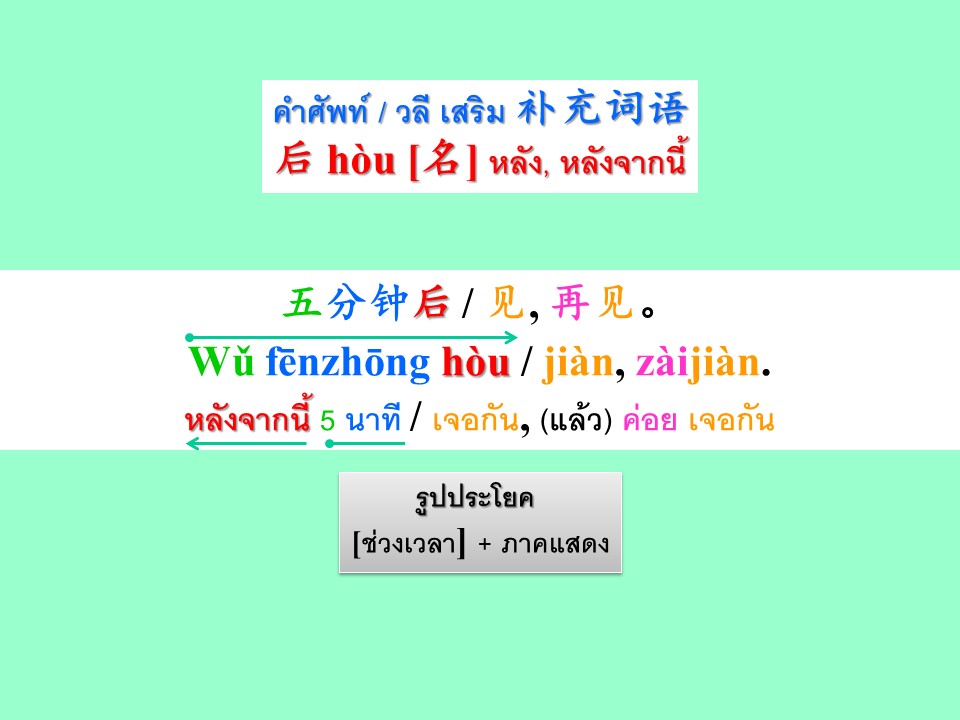 คำศัพท์ / วลี เสริม 补充词语
后 hòu [名] หลัง, หลังจากนี้
五分钟后 / 见, 再见。
Wǔ fēnzhōng hòu / jiàn, zàijiàn.
หลังจากนี้ 5 นาที / เจอกัน, (แล้ว) ค่อย เจอกัน
รูปประโยค
[ช่วงเวลา] + ภาคแสดง